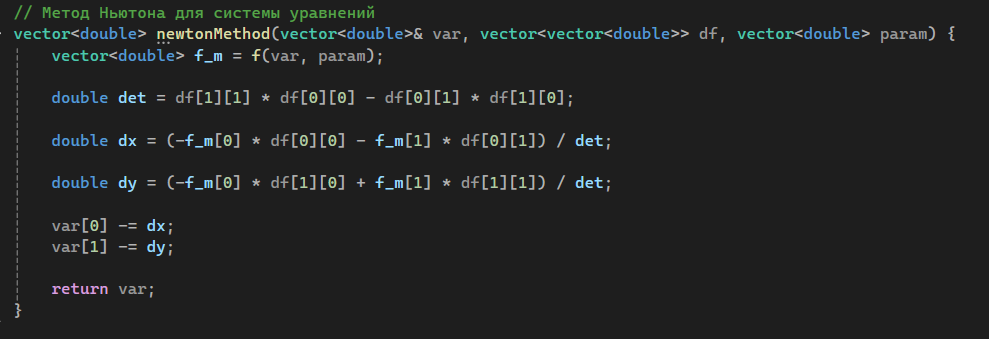 // Метод Ньютона для системы уравнений
vector<double> newtonMethod(vector<double>& var, vector<vector<double>> df, vector<double> param) {
vector<double> f_m = f(var, param);
double det = df[1][1] * df[0][0] - df[0][1] * df[1][0];
double dx = (-f_m[0] * df[0][0] - f_m[1] * df[0][1]) / det;
double dy = (-f_m[0] * df[1][0] + f_m[1] * df[1][1]) / det;
var[0] -= dx;
var[1] -= dy;
return var;
}